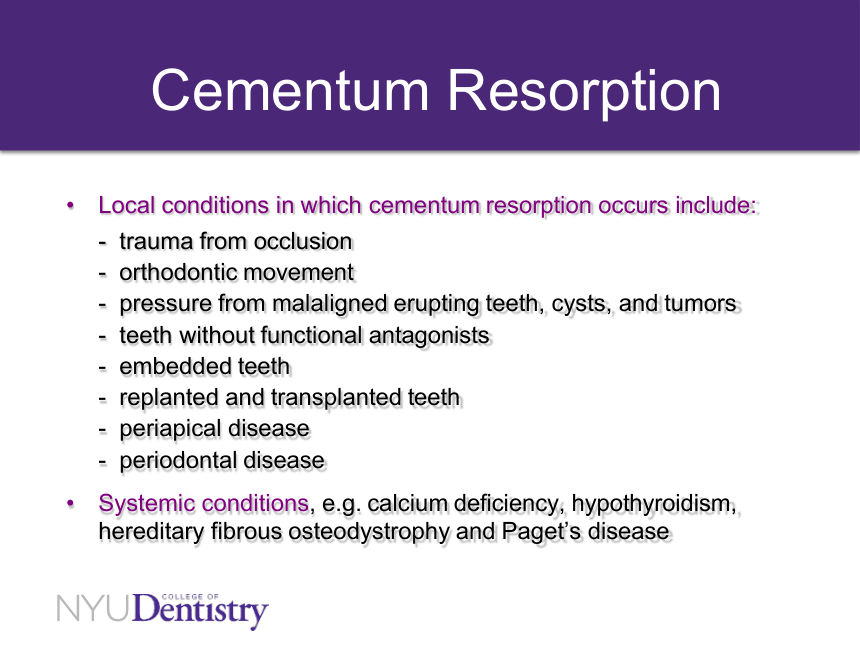 Cementum Resorption
• Local conditions in which cementum resorption occurs include:
- trauma from occlusion
- orthodontic movement
- pressure from malaligned erupting teeth, cysts, and tumors
- teeth without functional antagonists
- embedded teeth
- replanted and transplanted teeth
- periapical disease
- periodontal disease
• Systemic conditions, e.g. calcium deficiency, hypothyroidism,
hereditary fibrous osteodystrophy and Paget’s disease
COLLEGE OF
NYU Dentistry